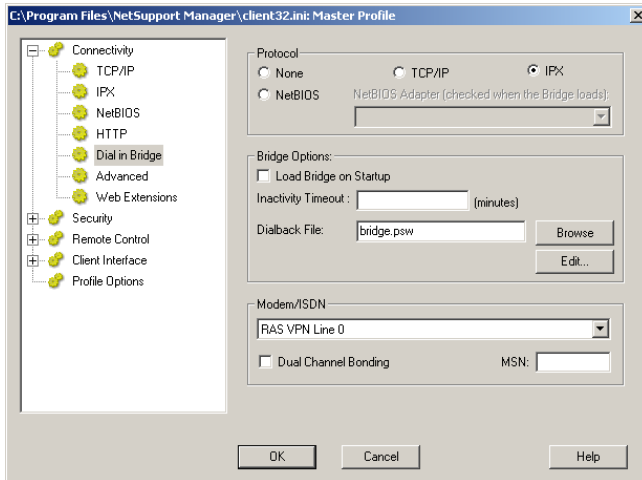 C:\Program Files\NetSupport Manager\client32.ini: Master Profile
Connectivity
TCP/IP
IPX
NetBIOS
HTTP
Dial in Bridge
Advanced
Web Extensions
Security
Remote Control
Client Interface
Profile Options
Protocol
None
TCP/IP
IPX
NetBIOS
NetBIOS Adapter (checked when the Bridge loads):
Bridge Options:
Load Bridge on Startup
Inactivity Timeout :
(minutes)
Dialback File:
bridge.psw
Browse
Edit...
Modem/ISDN
RAS VPN Line 0
Dual Channel Bonding
MSN:
OK
Cancel
Help